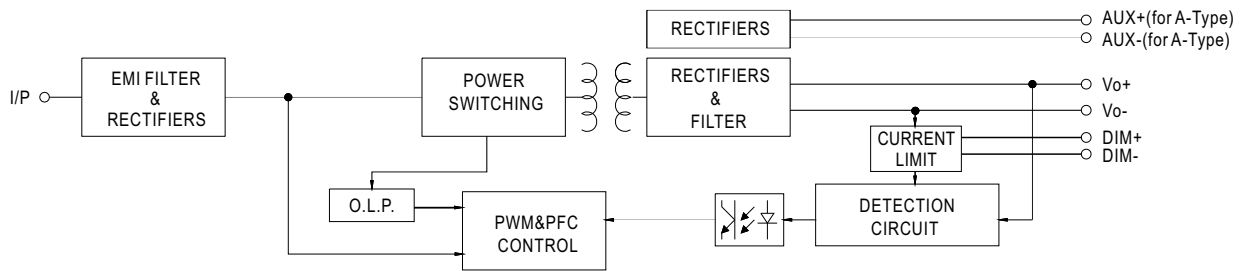 RECTIFIERS
AUX+(for A-Type)
AUX-(for A-Type)
I/P
EMI FILTER
&
RECTIFIERS
POWER
SWITCHING
RECTIFIERS
&
FILTER
Vo+
Vo-
CURRENT
LIMIT
DIM+
DIM-
O.L.P.
PWM&PFC
CONTROL
DETECTION
CIRCUIT